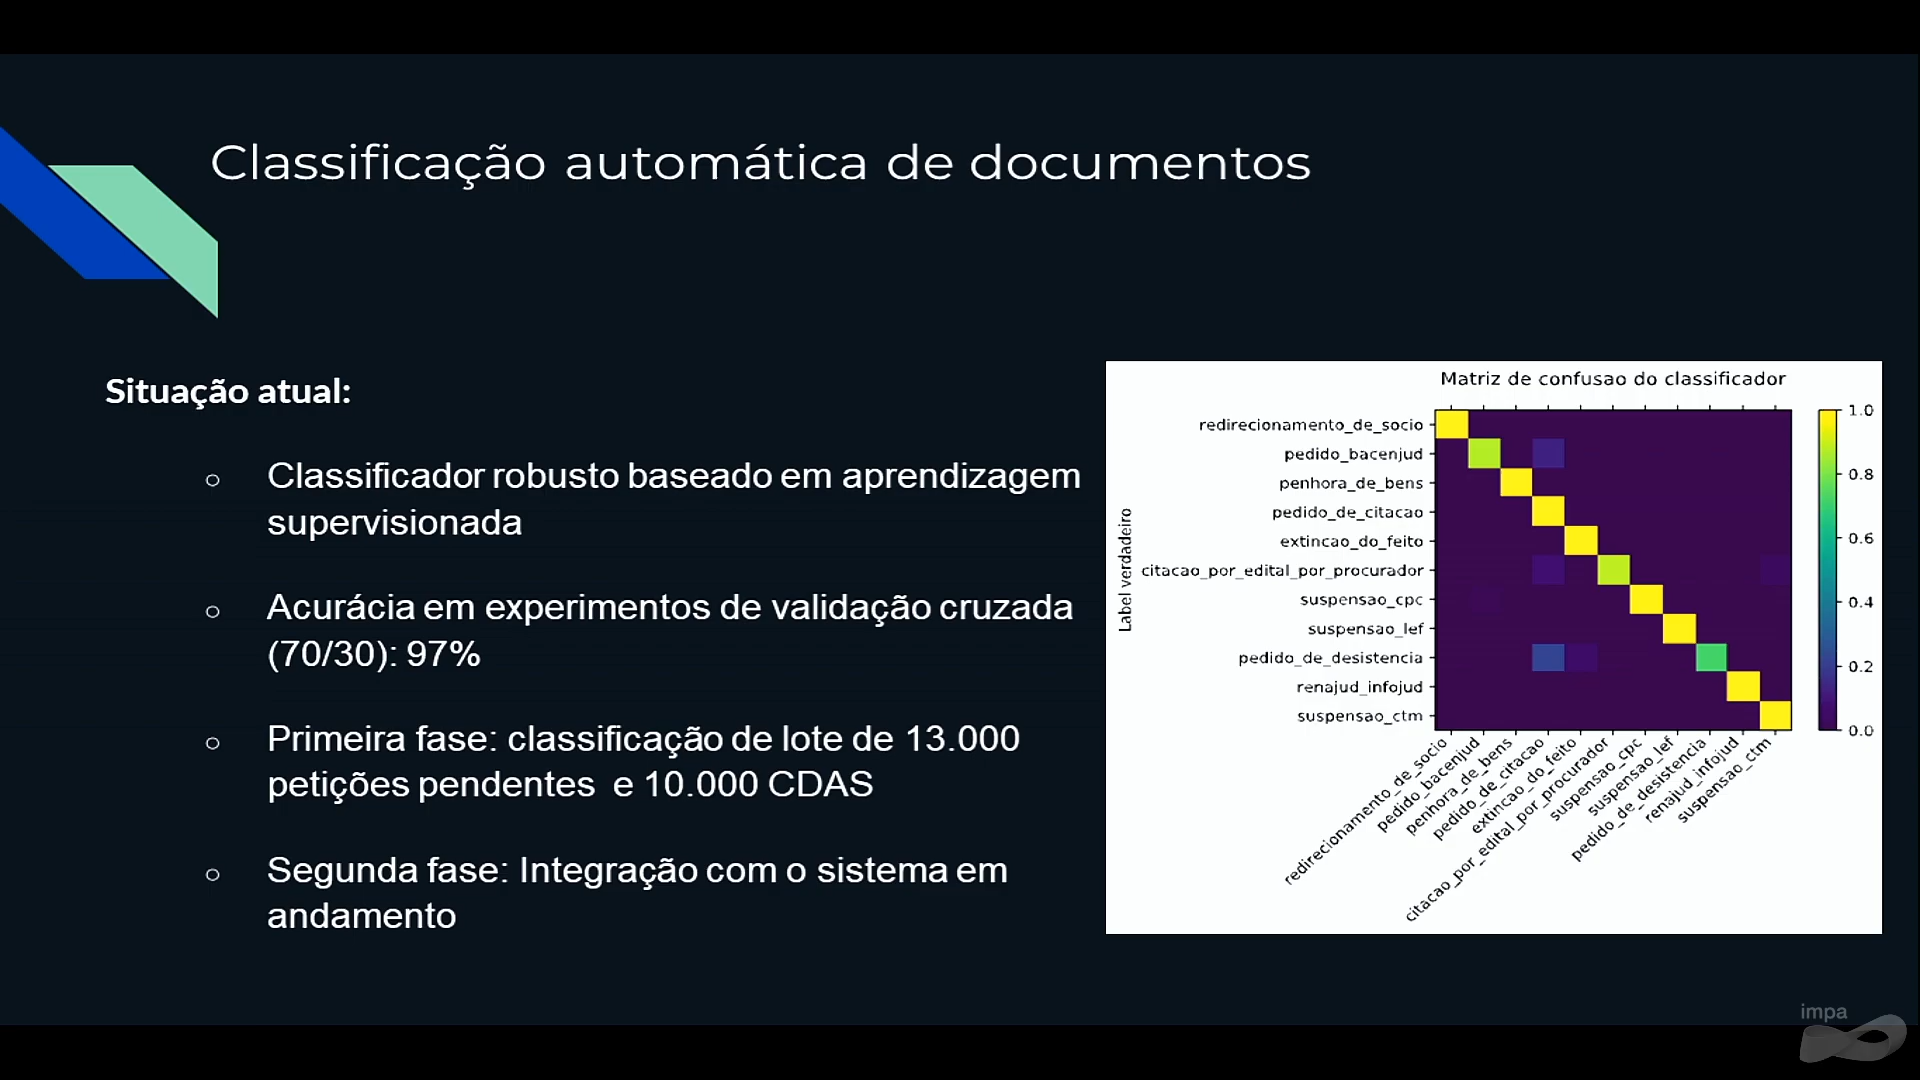 Classificação automática de documentos
Situação atual:
Classificador robusto baseado em aprendizagem
supervisionada
Acurácia em experimentos de validação cruzada
(70/30): 97%
Primeira fase: classificação de lote de 13.000
petições pendentes e 10.000 CDAS
Segunda fase: Integração com o sistema em
andamento
Matriz de confusao do classificador
Label verdadeiro
redirecionamento_de_socio
pedido_bacenjud
penhora_de_bens
pedido_de_citacao
extincao_do_feito
citacao_por_edital_por_procurador
suspensao_cpc
suspensao_lef
pedido_de_desistencia
renajud_infojud
suspensao_ctm
redirecionamento_de_socio
pedido_bacenjud
penhora_de_bens
pedido_de_citacao
extincao_do_feito
citacao_por_edital_por_procurador
suspensao_cpc
suspensao_lef
pedido_de_desistencia
renajud_infojud
suspensao_ctm
1.0
0.8
0.6
0.4
0.2
0.0
impa